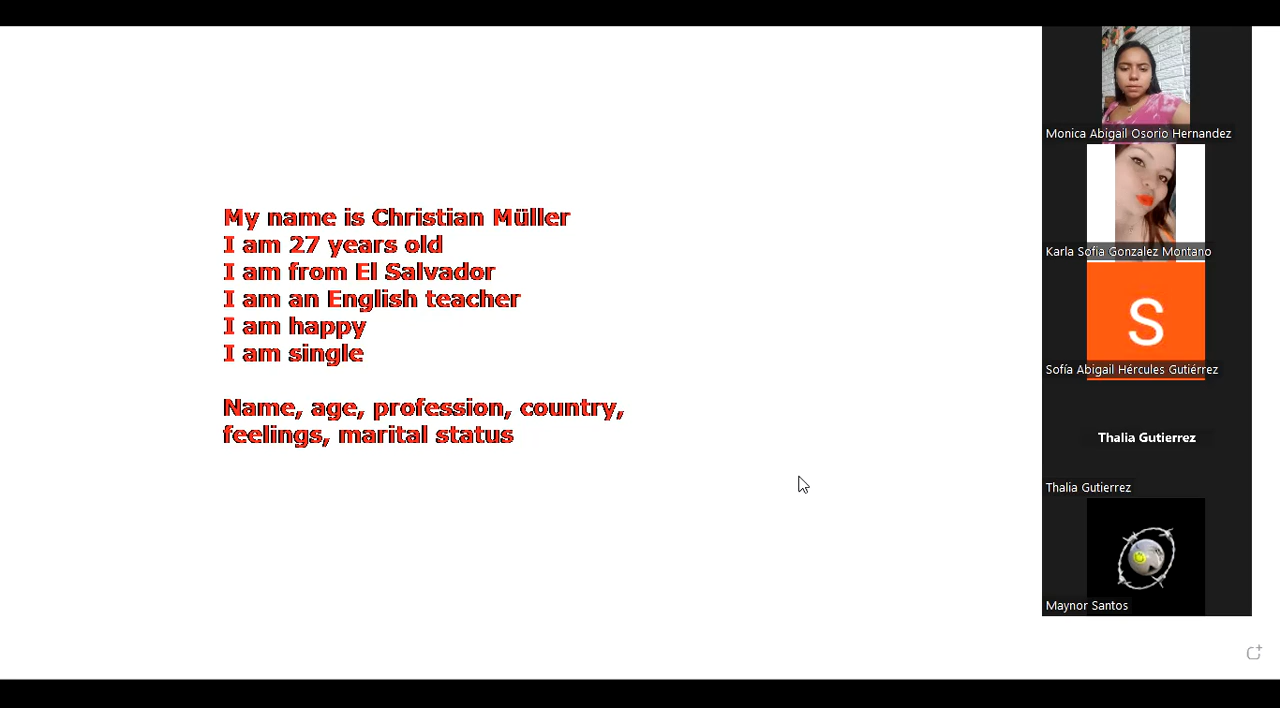 My name is Christian Müller
I am 27 years old
I am from El Salvador
I am an English teacher
I am happy
I am single
Name, age, profession, country,
feelings, marital status
Monica Abigail Osorio Hernandez
Karla Sofia Gonzalez Montano
S
Sofía Abigail Hércules Gutiérrez
Thalia Gutierrez
Thalia Gutierrez
Maynor Santos